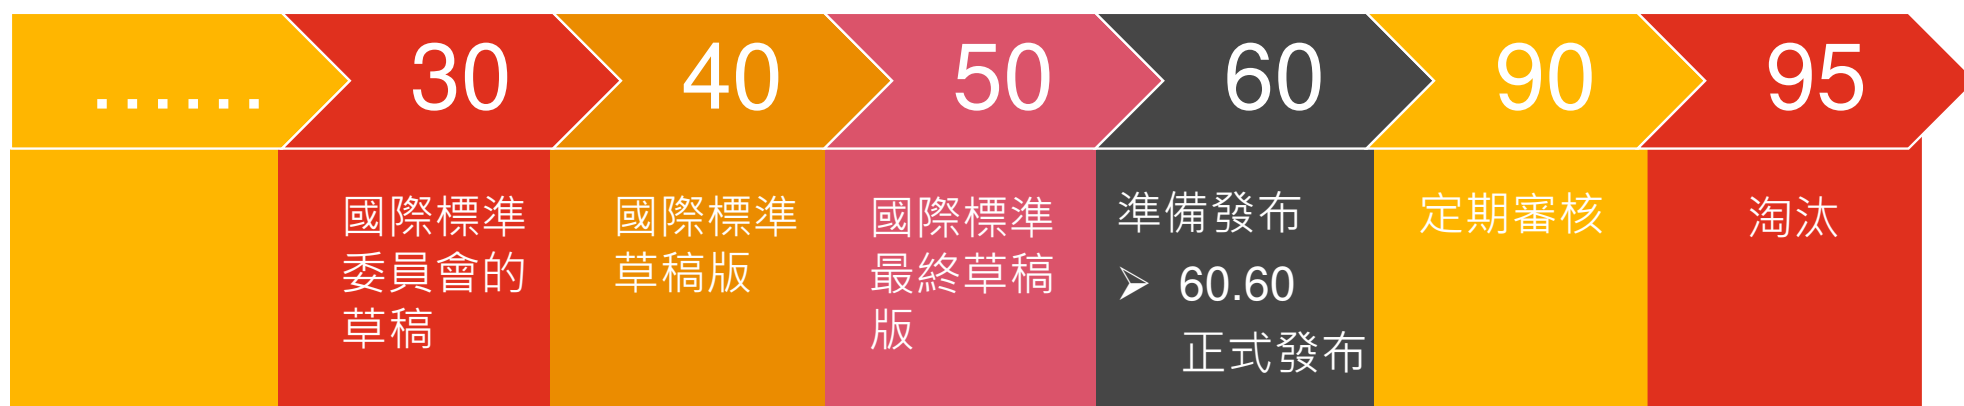 ......
30
40
50
60
90
95
國際標準
委員會的
草稿
國際標準
草稿版
國際標準
最終草稿
版
準備發布
➢ 60.60
正式發布
定期審核
淘汰